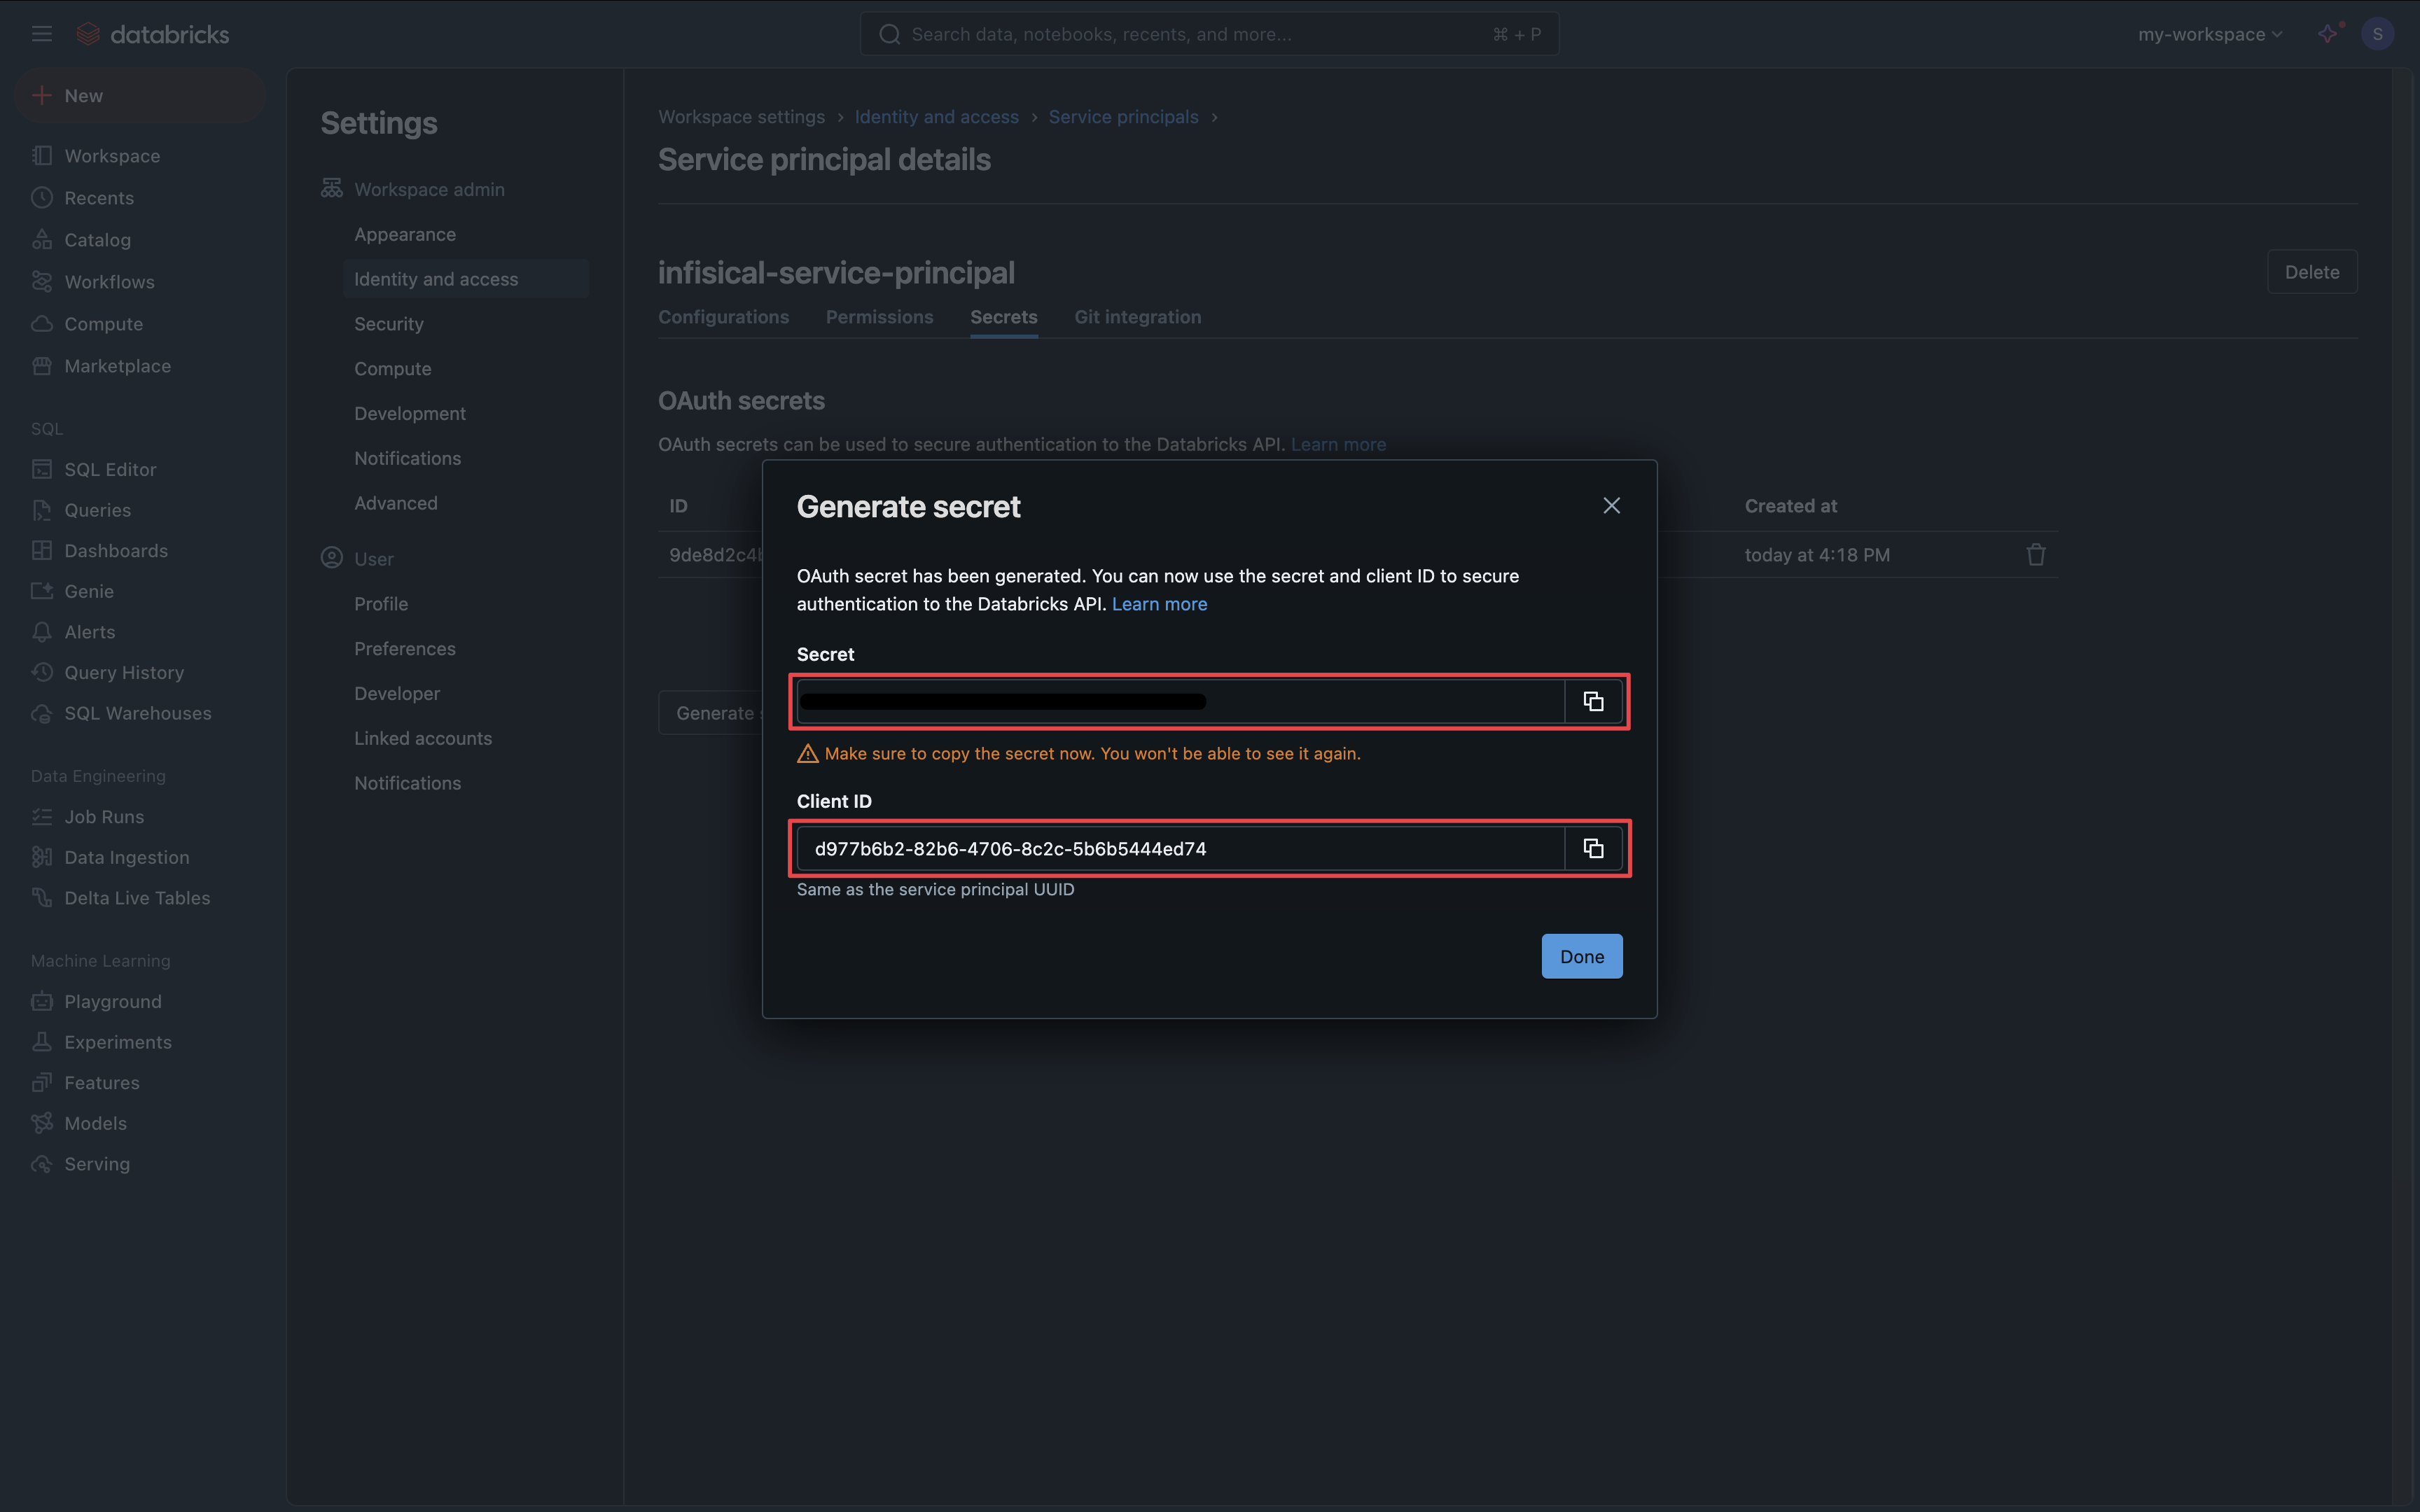 databricks
Search data, notebooks, recents, and more...
⌘ + P
my-workspace
S
New
Workspace
Recents
Catalog
Workflows
Compute
Marketplace
SQL
SQL Editor
Queries
Dashboards
Genie
Alerts
Query History
SQL Warehouses
Data Engineering
Job Runs
Data Ingestion
Delta Live Tables
Machine Learning
Playground
Experiments
Features
Models
Serving
Settings
Workspace admin
Appearance
Identity and access
Security
Compute
Development
Notifications
Advanced
User
Profile
Preferences
Developer
Linked accounts
Notifications
Workspace settings › Identity and access › Service principals ›
Service principal details
infisical-service-principal
Delete
Configurations Permissions Secrets Git integration
OAuth secrets
OAuth secrets can be used to secure authentication to the Databricks API. Learn more
ID
Created at
9de8d2c4
today at 4:18 PM
Generate
Generate secret
OAuth secret has been generated. You can now use the secret and client ID to secure
authentication to the Databricks API. Learn more
Secret
Make sure to copy the secret now. You won't be able to see it again.
Client ID
d977b6b2-82b6-4706-8c2c-5b6b5444ed74
Same as the service principal UUID
Done